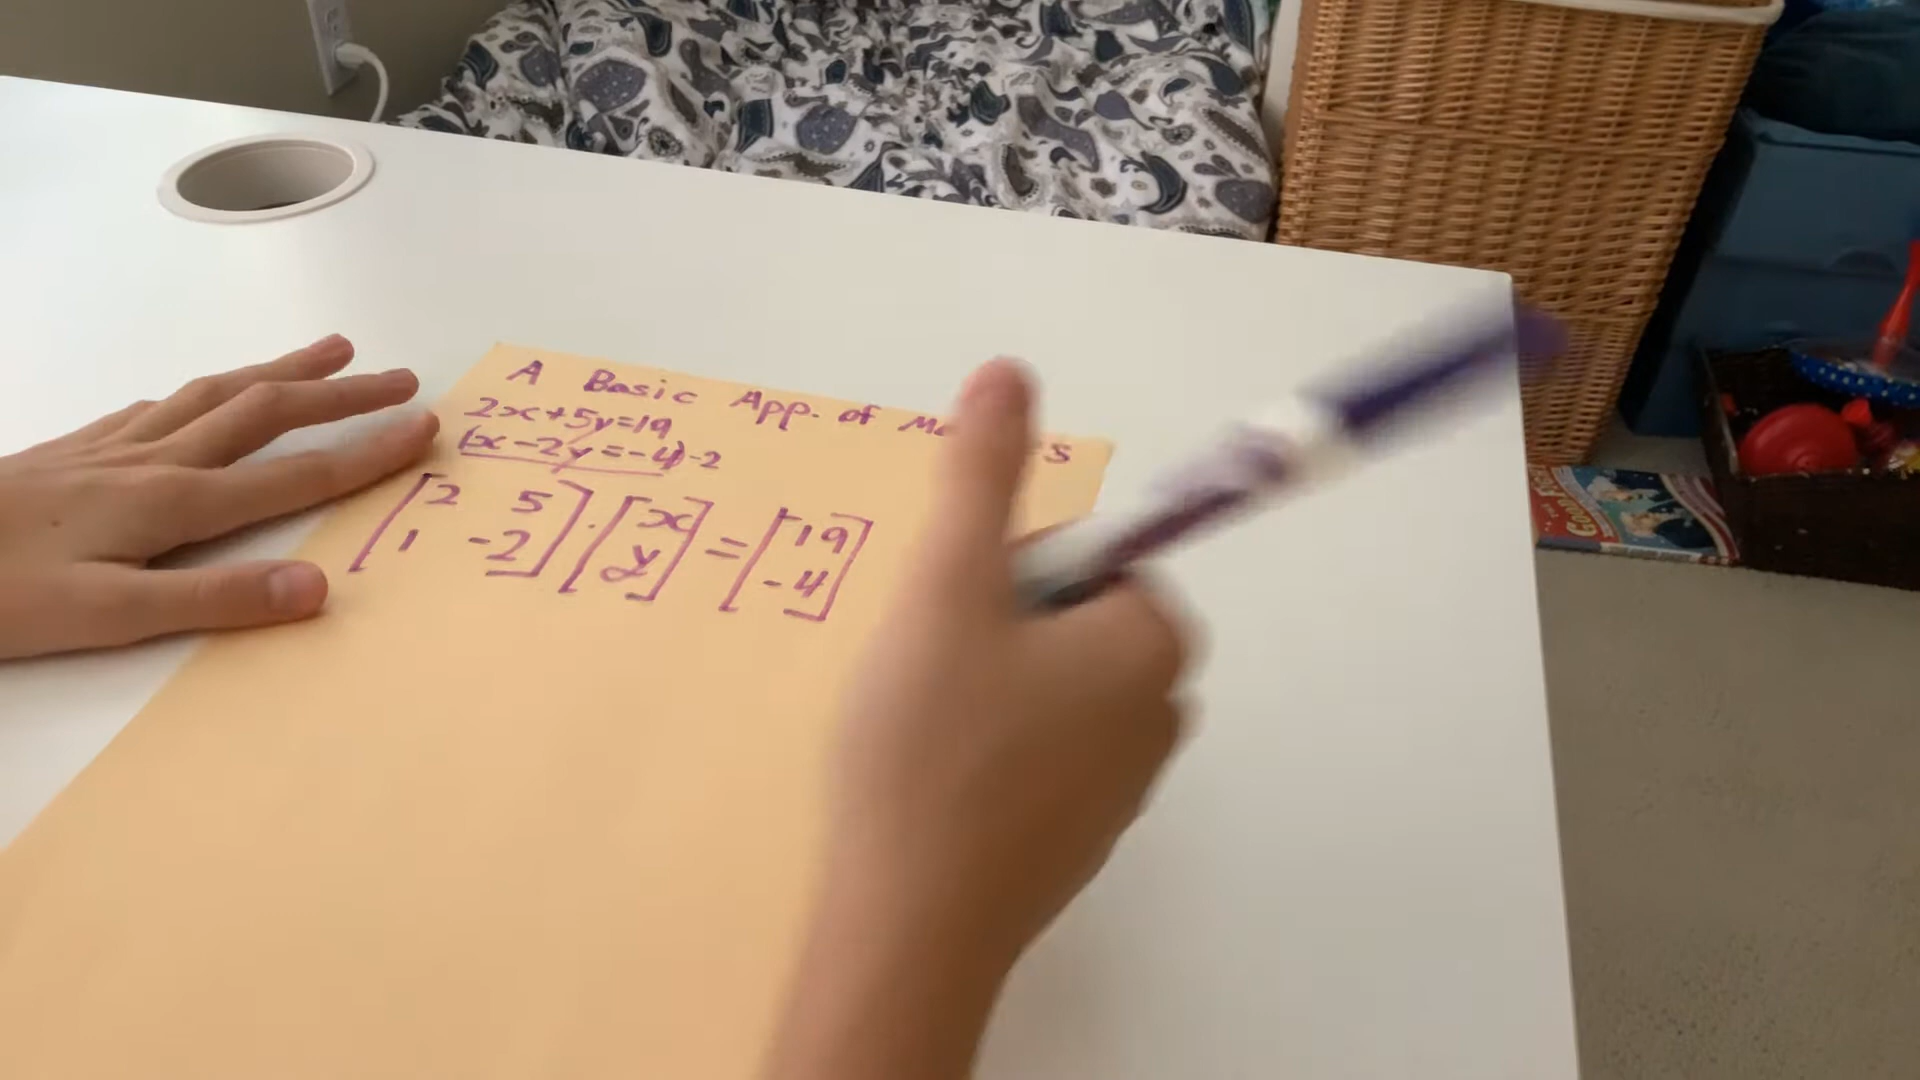 A Basic App. of
2x+5y=19
(x-2y=-4)-2
[2 5
1 -2] · [x
y] = [19
-4]